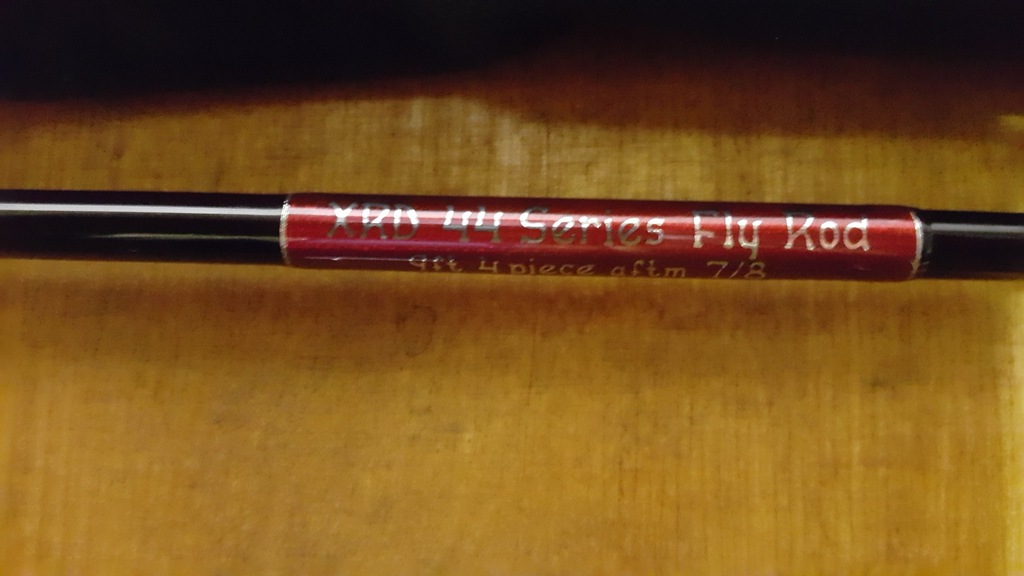 XRD 44 Series Fly Rod
9ft 4piece aftm 7/8